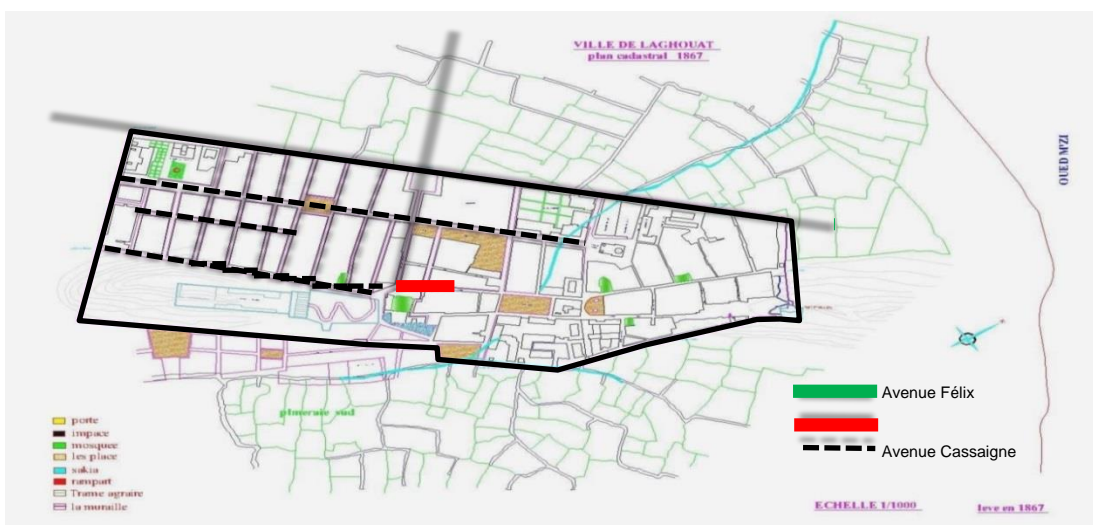 VILLE DE LAGHOUAT
plan cadastral 1867
OUED M'ZI
plmeraie sud
Avenue Félix
Avenue Cassaigne
porte
impace
mosquee
les place
sakia
rampart
Trame agraire
la muraille
ECHELLE 1/1000
leve en 1867